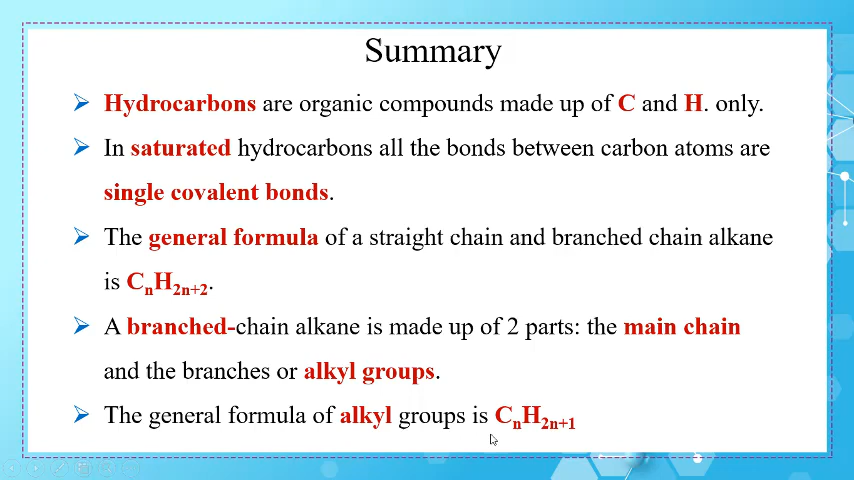 Summary
➢ Hydrocarbons are organic compounds made up of C and H. only.
➢ In saturated hydrocarbons all the bonds between carbon atoms are
single covalent bonds.
➢ The general formula of a straight chain and branched chain alkane
is CₙH₂ₙ₊₂.
➢ A branched-chain alkane is made up of 2 parts: the main chain
and the branches or alkyl groups.
➢ The general formula of alkyl groups is CₙH₂ₙ₊₁